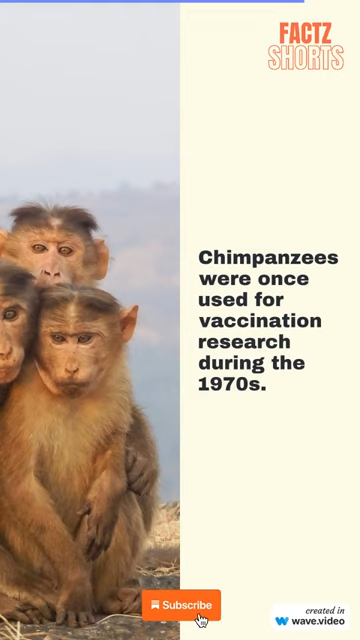 FACTZ
SHORTS
Chimpanzees
were once
used for
vaccination
research
during the
1970s.
Subscribe
created in
wave.video